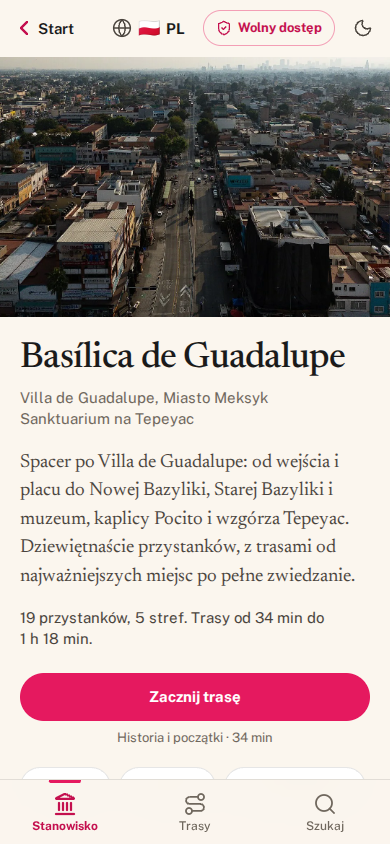 Start
PL
Wolny dostęp
Basílica de Guadalupe
Villa de Guadalupe, Miasto Meksyk
Sanktuarium na Tepeyac
Spacer po Villa de Guadalupe: od wejścia i
placu do Nowej Bazyliki, Starej Bazyliki i
muzeum, kaplicy Pocito i wzgórza Tepeyac.
Dziewiętnaście przystanków, z trasami od
najważniejszych miejsc po pełne zwiedzanie.
19 przystanków, 5 stref. Trasy od 34 min do
1 h 18 min.
Zacznij trasę
Historia i początki · 34 min
Stanowisko
Trasy
Szukaj